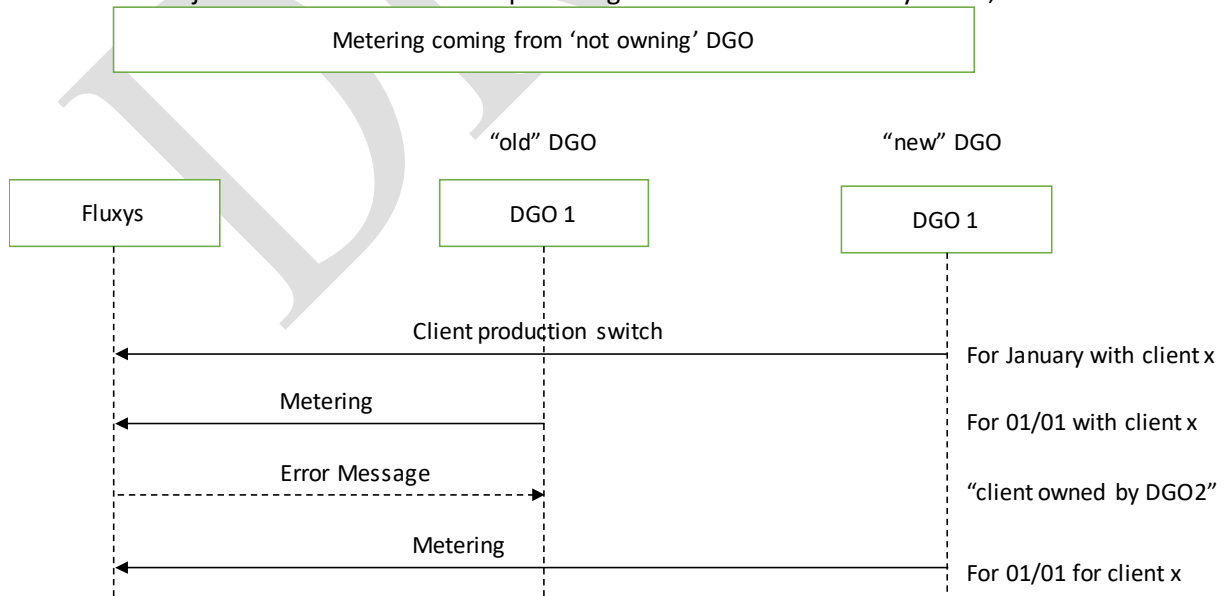 Metering coming from ‘not owning’ DGO
“old” DGO
“new” DGO
Fluxys
DGO 1
DGO 1
Client production switch
For January with client x
Metering
For 01/01 with client x
Error Message
“client owned by DGO2”
Metering
For 01/01 for client x